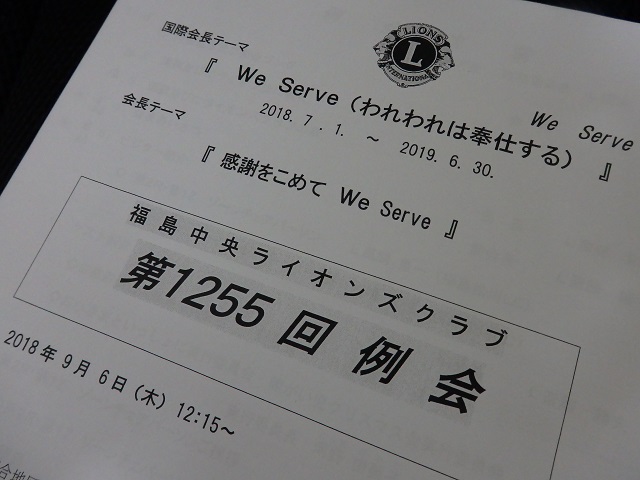 LIONS
L
INTERNATIONAL
国際会長テーマ
We Serve
『 We Serve(われわれは奉仕する) 』
2018. 7. 1. ~ 2019. 6. 30.
会長テーマ
『 感謝をこめて We Serve 』
福島中央ライオンズクラブ
第1255回例会
2018年9月6日(木) 12:15~
合地区